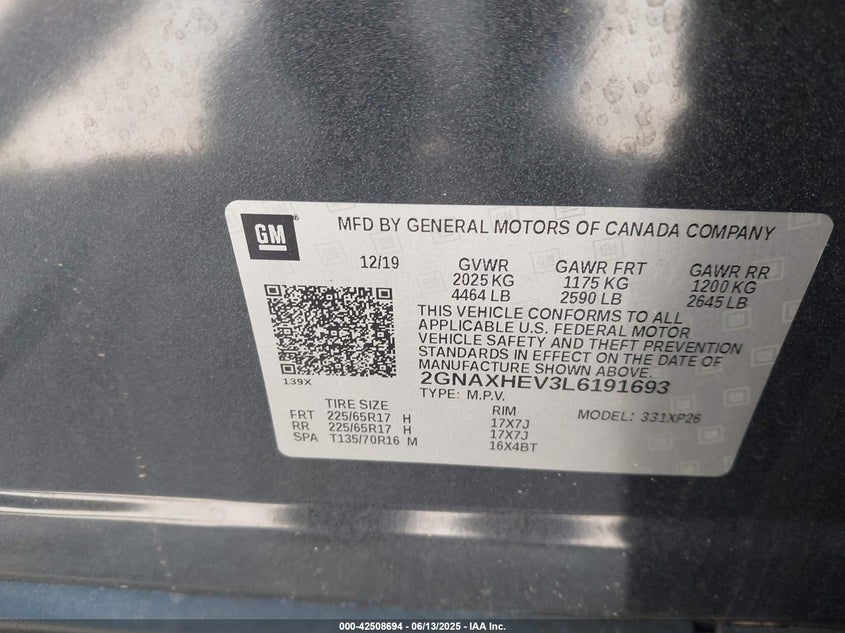 GM
MFD BY GENERAL MOTORS OF CANADA COMPANY
12/19
GVWR
2025 KG
4464 LB
GAWR FRT
1175 KG
2590 LB
GAWR RR
1200 KG
2645 LB
THIS VEHICLE CONFORMS TO ALL
APPLICABLE U.S. FEDERAL MOTOR
VEHICLE SAFETY AND THEFT PREVENTION
STANDARDS IN EFFECT ON THE DATE OF
MANUFACTURE SHOWN ABOVE.
139X
2GNAXHEV3L6191693
TYPE: M.P.V.
MODEL: 331XP26
TIRE SIZE
RIM
FRT 225/65R17 H 17X7J
RR 225/65R17 H 17X7J
SPA T135/70R16 M 16X4BT
000-42508694 - 06/13/2025 - IAA Inc.